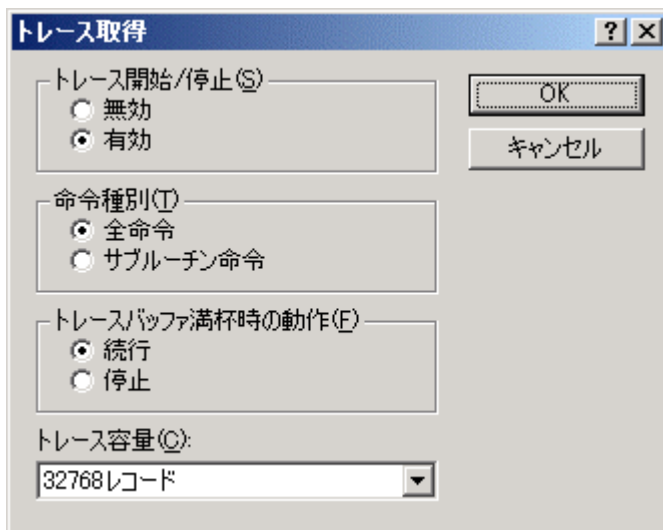 トレース取得
トレース開始/停止(S)
無効
有効
OK
キャンセル
命令種別(T)
全命令
サブルーチン命令
トレースバッファ満杯時の動作(F)
続行
停止
トレース容量(C):
32768レコード